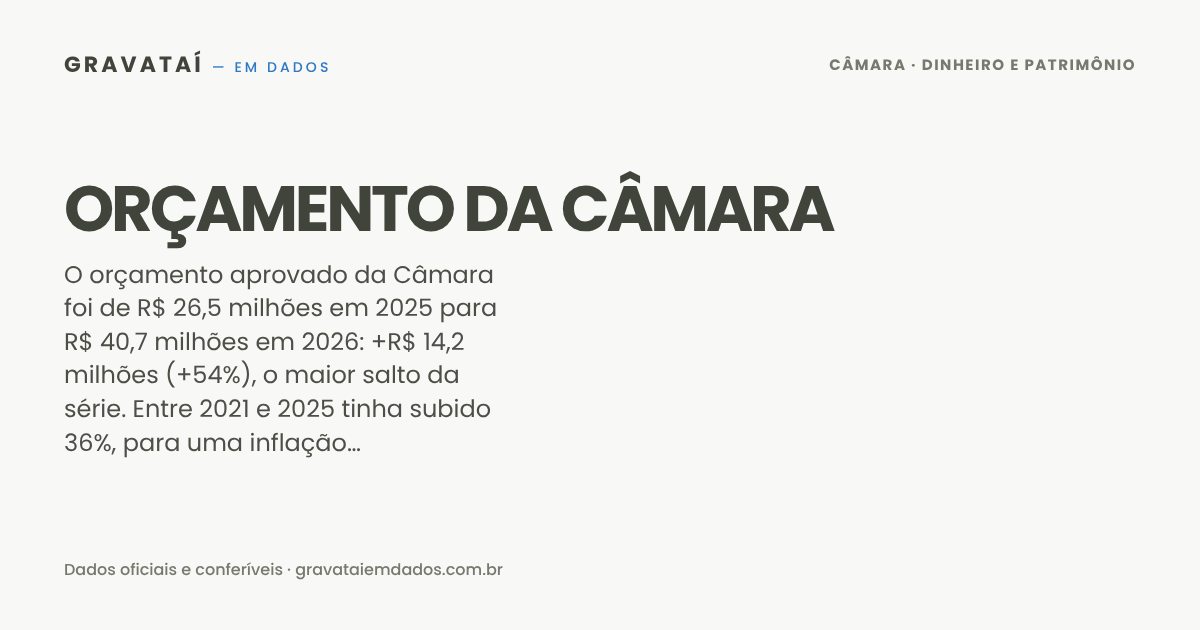 GRAVATAÍ — EM DADOS
CÂMARA · DINHEIRO E PATRIMÔNIO
ORÇAMENTO DA CÂMARA
O orçamento aprovado da Câmara
foi de R$ 26,5 milhões em 2025 para
R$ 40,7 milhões em 2026: +R$ 14,2
milhões (+54%), o maior salto da
série. Entre 2021 e 2025 tinha subido
36%, para uma inflação…
Dados oficiais e conferíveis · gravataiemdados.com.br